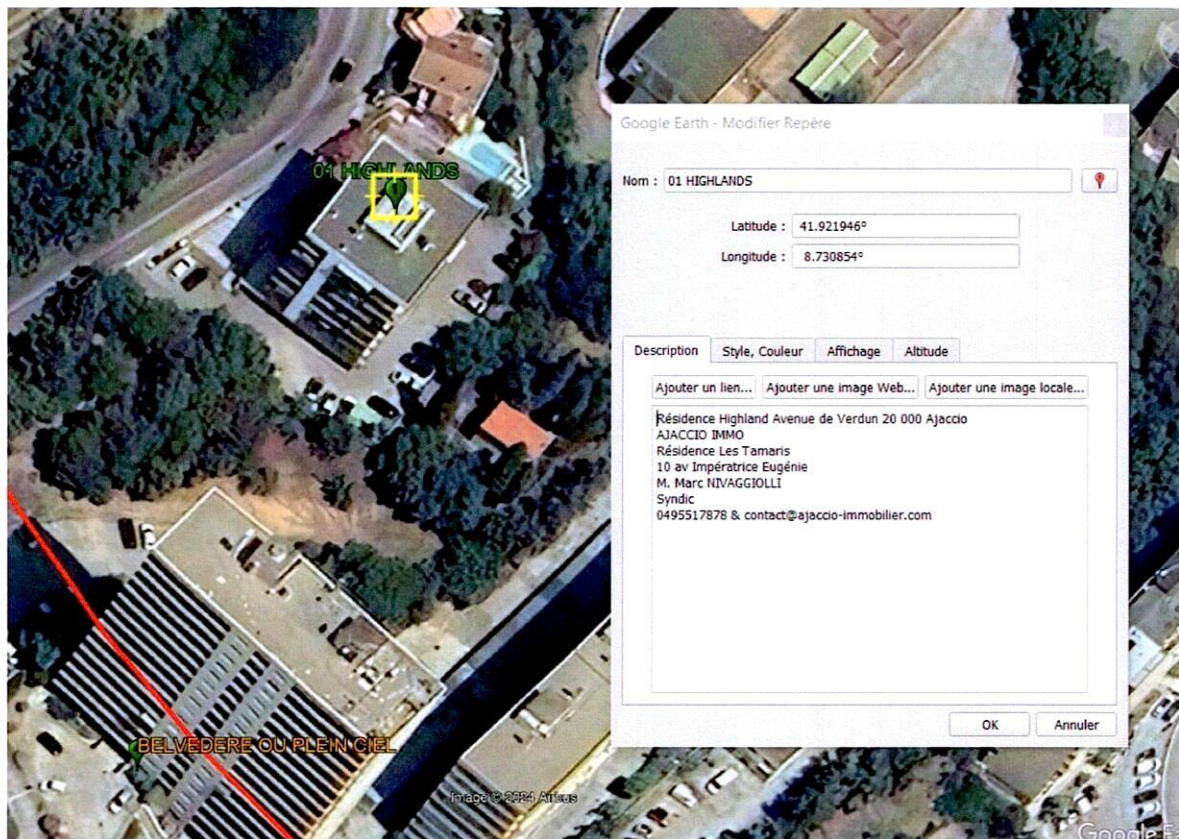 Google Earth - Modifier Repère
Nom : 01 HIGHLANDS
Latitude : 41.921946°
Longitude : 8.730854°
Description Style, Couleur Affichage Altitude
Ajouter un lien... Ajouter une image Web... Ajouter une image locale...
Résidence Highland Avenue de Verdun 20 000 Ajaccio
AJACCIO IMMO
Résidence Les Tamaris
10 av Impératrice Eugénie
M. Marc NIVAGGIOLLI
Syndic
0495517878 & contact@ajaccio-immobilier.com
OK Annuler
01 HIGHLANDS
BELVEDERE OU PLEIN CIEL
Image © 2024 Airbus
Google Ea